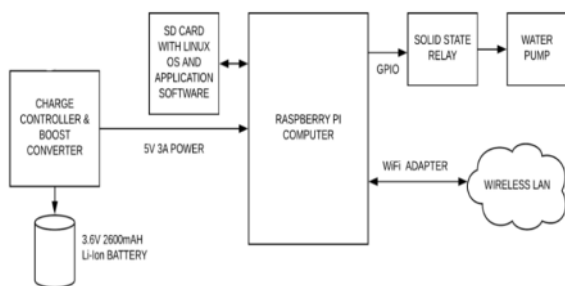 SD CARD
WITH LINUX
OS AND
APPLICATION
SOFTWARE
SOLID STATE
RELAY
WATER
PUMP
GPIO
CHARGE
CONTROLLER &
BOOST
CONVERTER
5V 3A POWER
RASPBERRY PI
COMPUTER
WiFi ADAPTER
WIRELESS LAN
3.6V 2600mAH
Li-Ion BATTERY